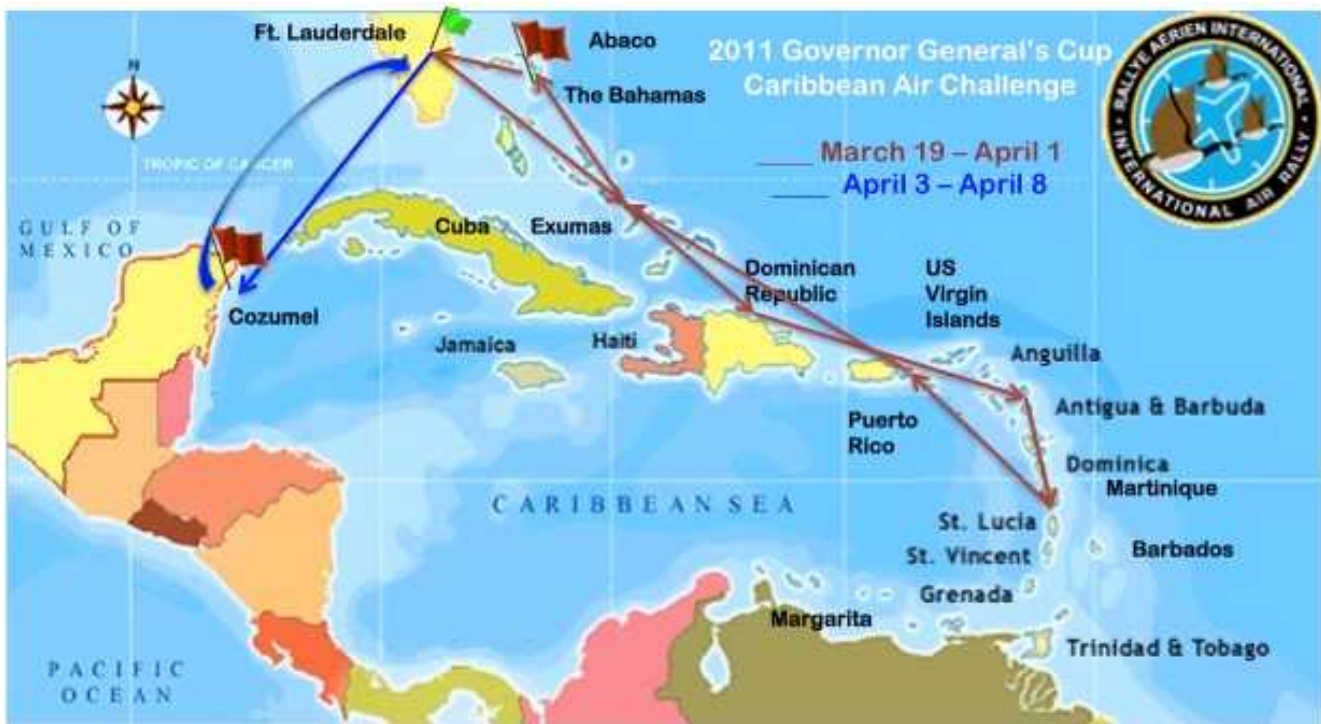 Ft. Lauderdale
Abaco
The Bahamas
2011 Governor General's Cup
Caribbean Air Challenge
RALLYE AERIEN INTERNATIONAL
INTERNATIONAL AIR RALLY
____ March 19 – April 1
____ April 3 – April 8
N
TROPIC OF CANCER
GULF OF
MEXICO
Cuba
Exumas
Cozumel
Dominican
Republic
US
Virgin
Islands
Jamaica
Haiti
Anguilla
Puerto
Rico
Antigua & Barbuda
Dominica
Martinique
CARIBBEAN SEA
St. Lucia
St. Vincent
Barbados
Grenada
Margarita
Trinidad & Tobago
PACIFIC
OCEAN